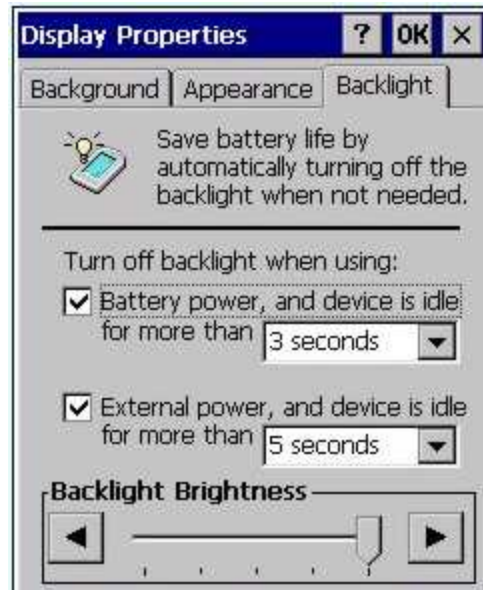 Display Properties ? OK ×
Background Appearance Backlight
Save battery life by
automatically turning off the
backlight when not needed.
Turn off backlight when using:
Battery power, and device is idle
for more than 3 seconds
External power, and device is idle
for more than 5 seconds
Backlight Brightness